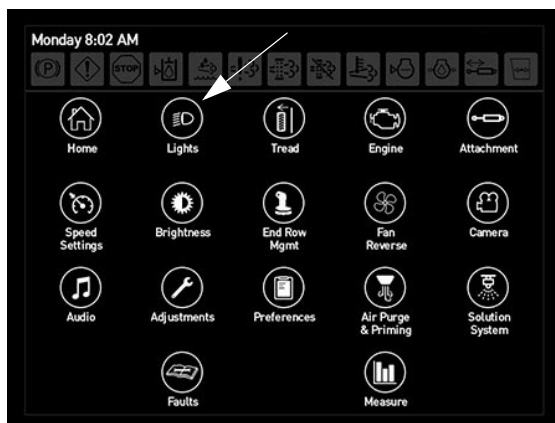 Monday 8:02 AM
(P) STOP
Home Lights Tread Engine Attachment
Speed Brightness End Row Fan Camera
Settings Mgmt Reverse
Audio Adjustments Preferences Air Purge Solution
& Priming System
Faults Measure